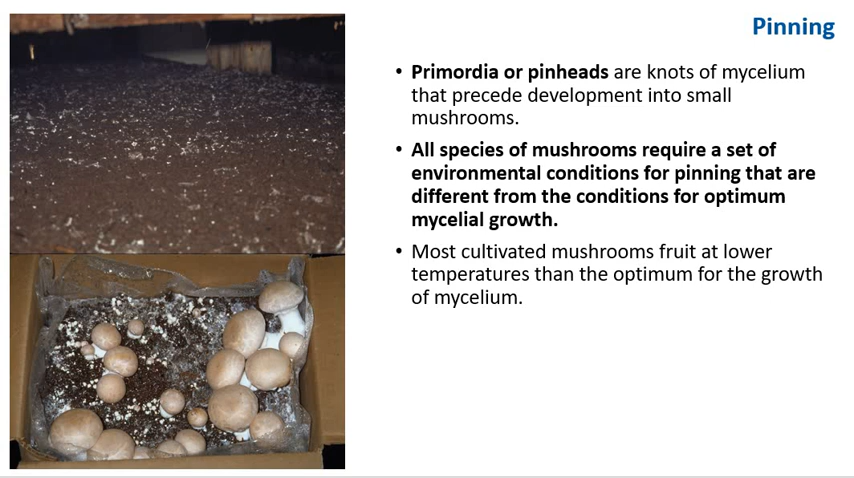 Pinning
• Primordia or pinheads are knots of mycelium
that precede development into small
mushrooms.
• All species of mushrooms require a set of
environmental conditions for pinning that are
different from the conditions for optimum
mycelial growth.
• Most cultivated mushrooms fruit at lower
temperatures than the optimum for the growth
of mycelium.